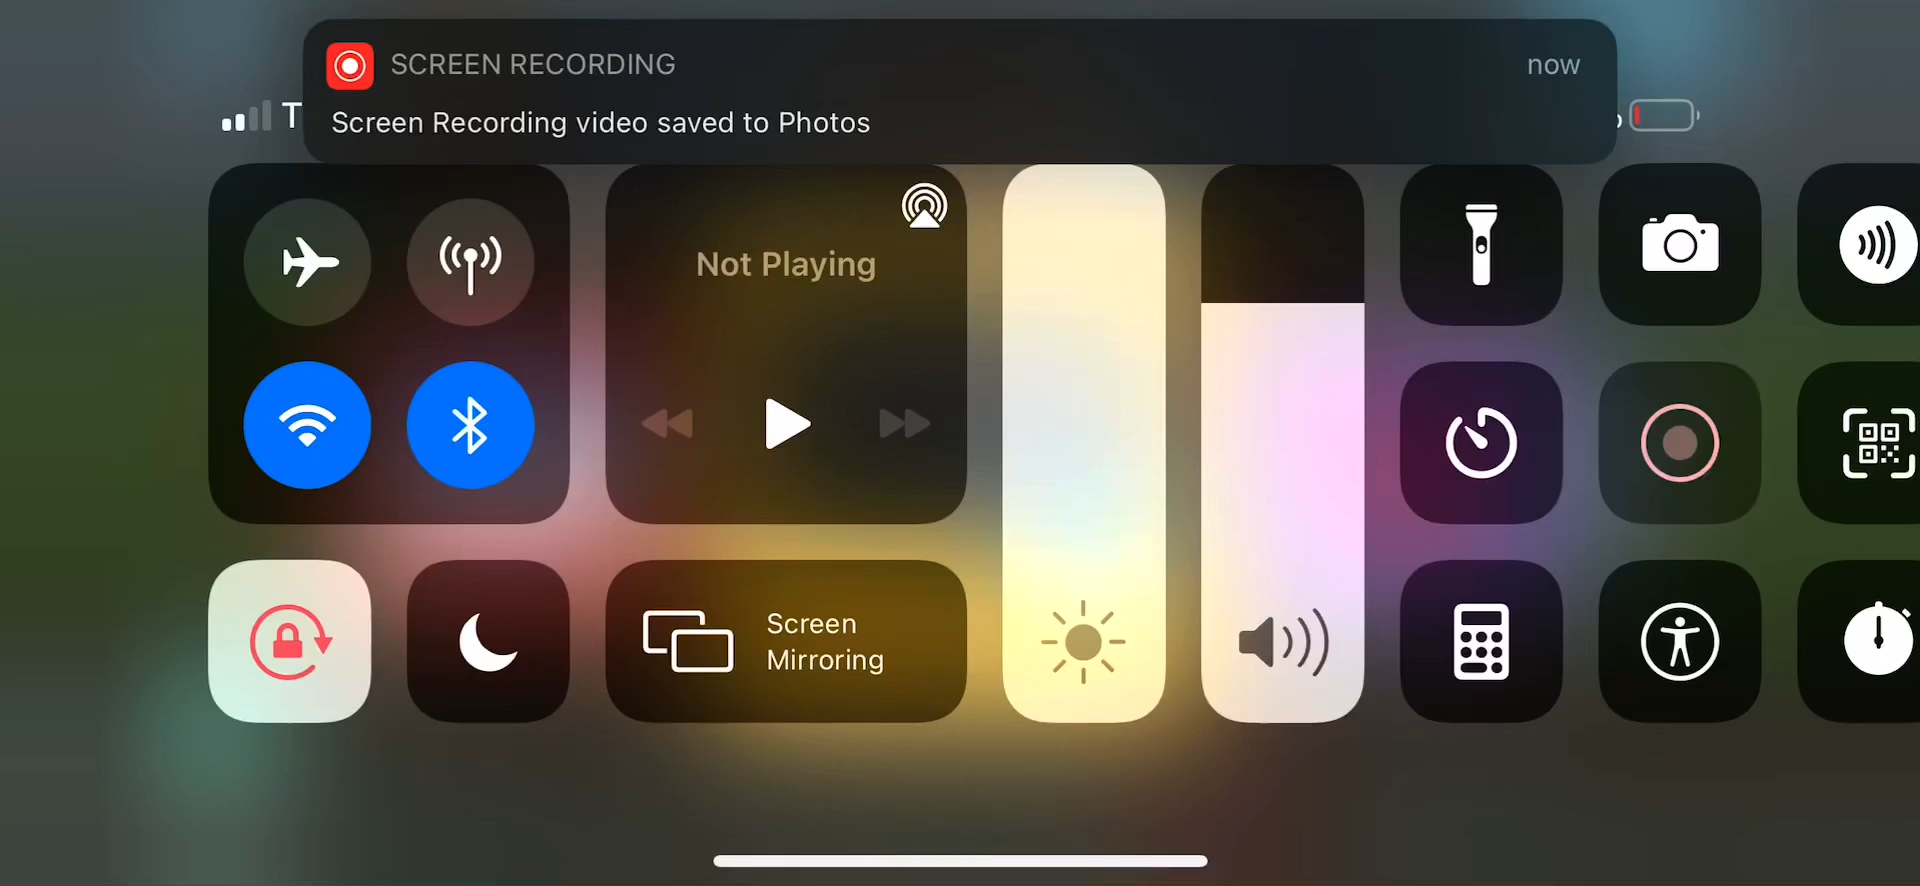 SCREEN RECORDING
now
Screen Recording video saved to Photos
Not Playing
Screen
Mirroring